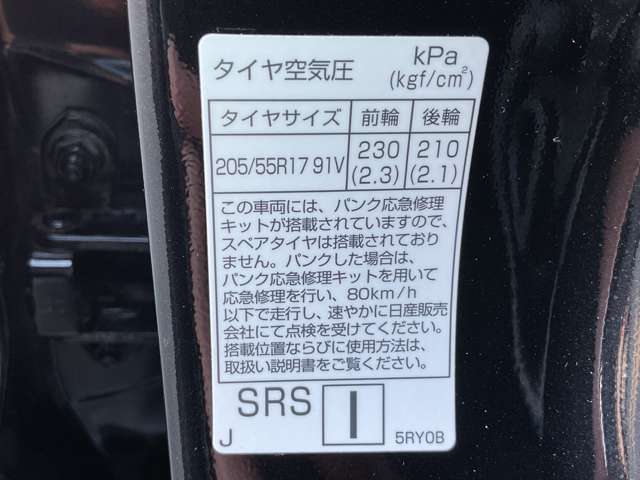 タイヤ空気圧 kPa (kgf/cm²)
タイヤサイズ 前輪 後輪
205/55R17 91V 230 (2.3) 210 (2.1)
この車両には、パンク応急修理
キットが搭載されていますので、
スペアタイヤは搭載されており
ません。パンクした場合は、
パンク応急修理キットを用いて
応急修理を行い、80km/h
以下で走行し、速やかに日産販売
会社にて点検を受けてください。
搭載位置ならびに使用方法は、
取扱い説明書をご覧ください。
SRS I
J 5RY0B